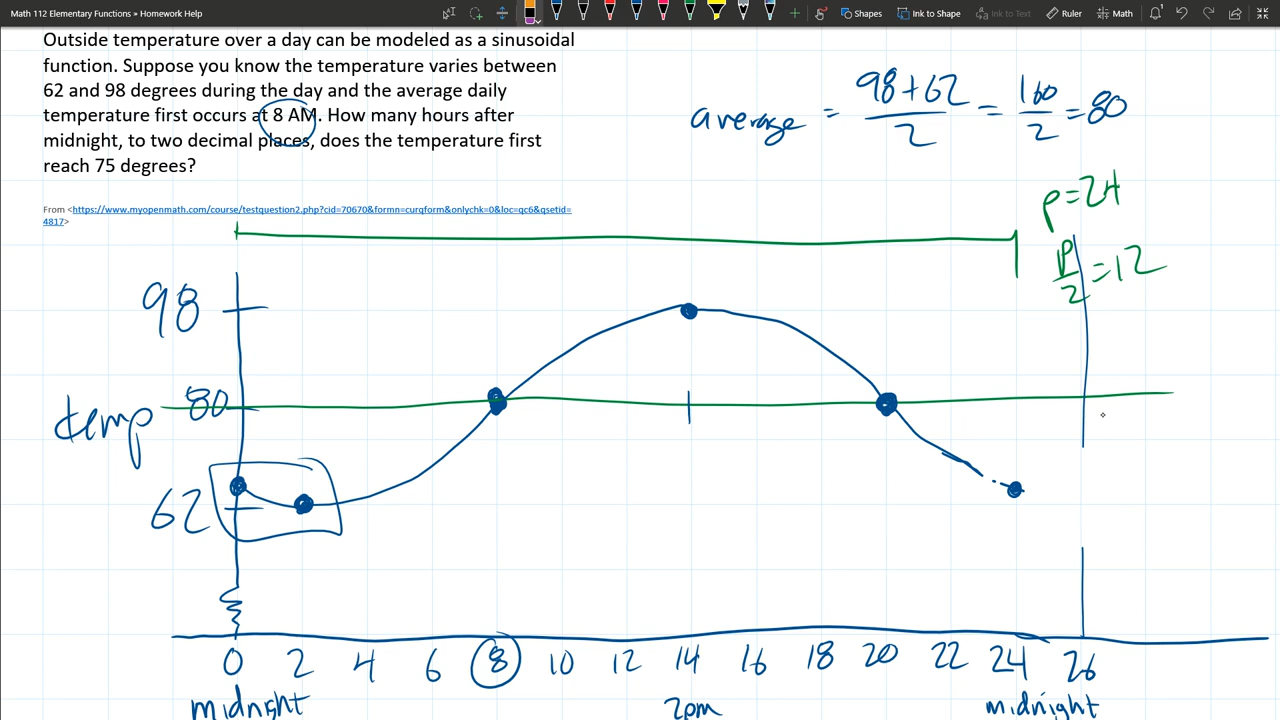 Math 112 Elementary Functions » Homework Help
Shapes
Ink to Shape
Ink to Text
Ruler
Math
Outside temperature over a day can be modeled as a sinusoidal
function. Suppose you know the temperature varies between
62 and 98 degrees during the day and the average daily
temperature first occurs at 8 AM. How many hours after
midnight, to two decimal places, does the temperature first
reach 75 degrees?
From <https://www.myopenmath.com/course/testquestion2.php?cid=70670&formn=curqform&onlychk=0&loc=qc6&qsetid=
4817>
average = (98+62)/2 = 160/2 = 80
p=24
p/2=12
98
80
temp
62
0 2 4 6 8 10 12 14 16 18 20 22 24 26
midnight 2pm midnight